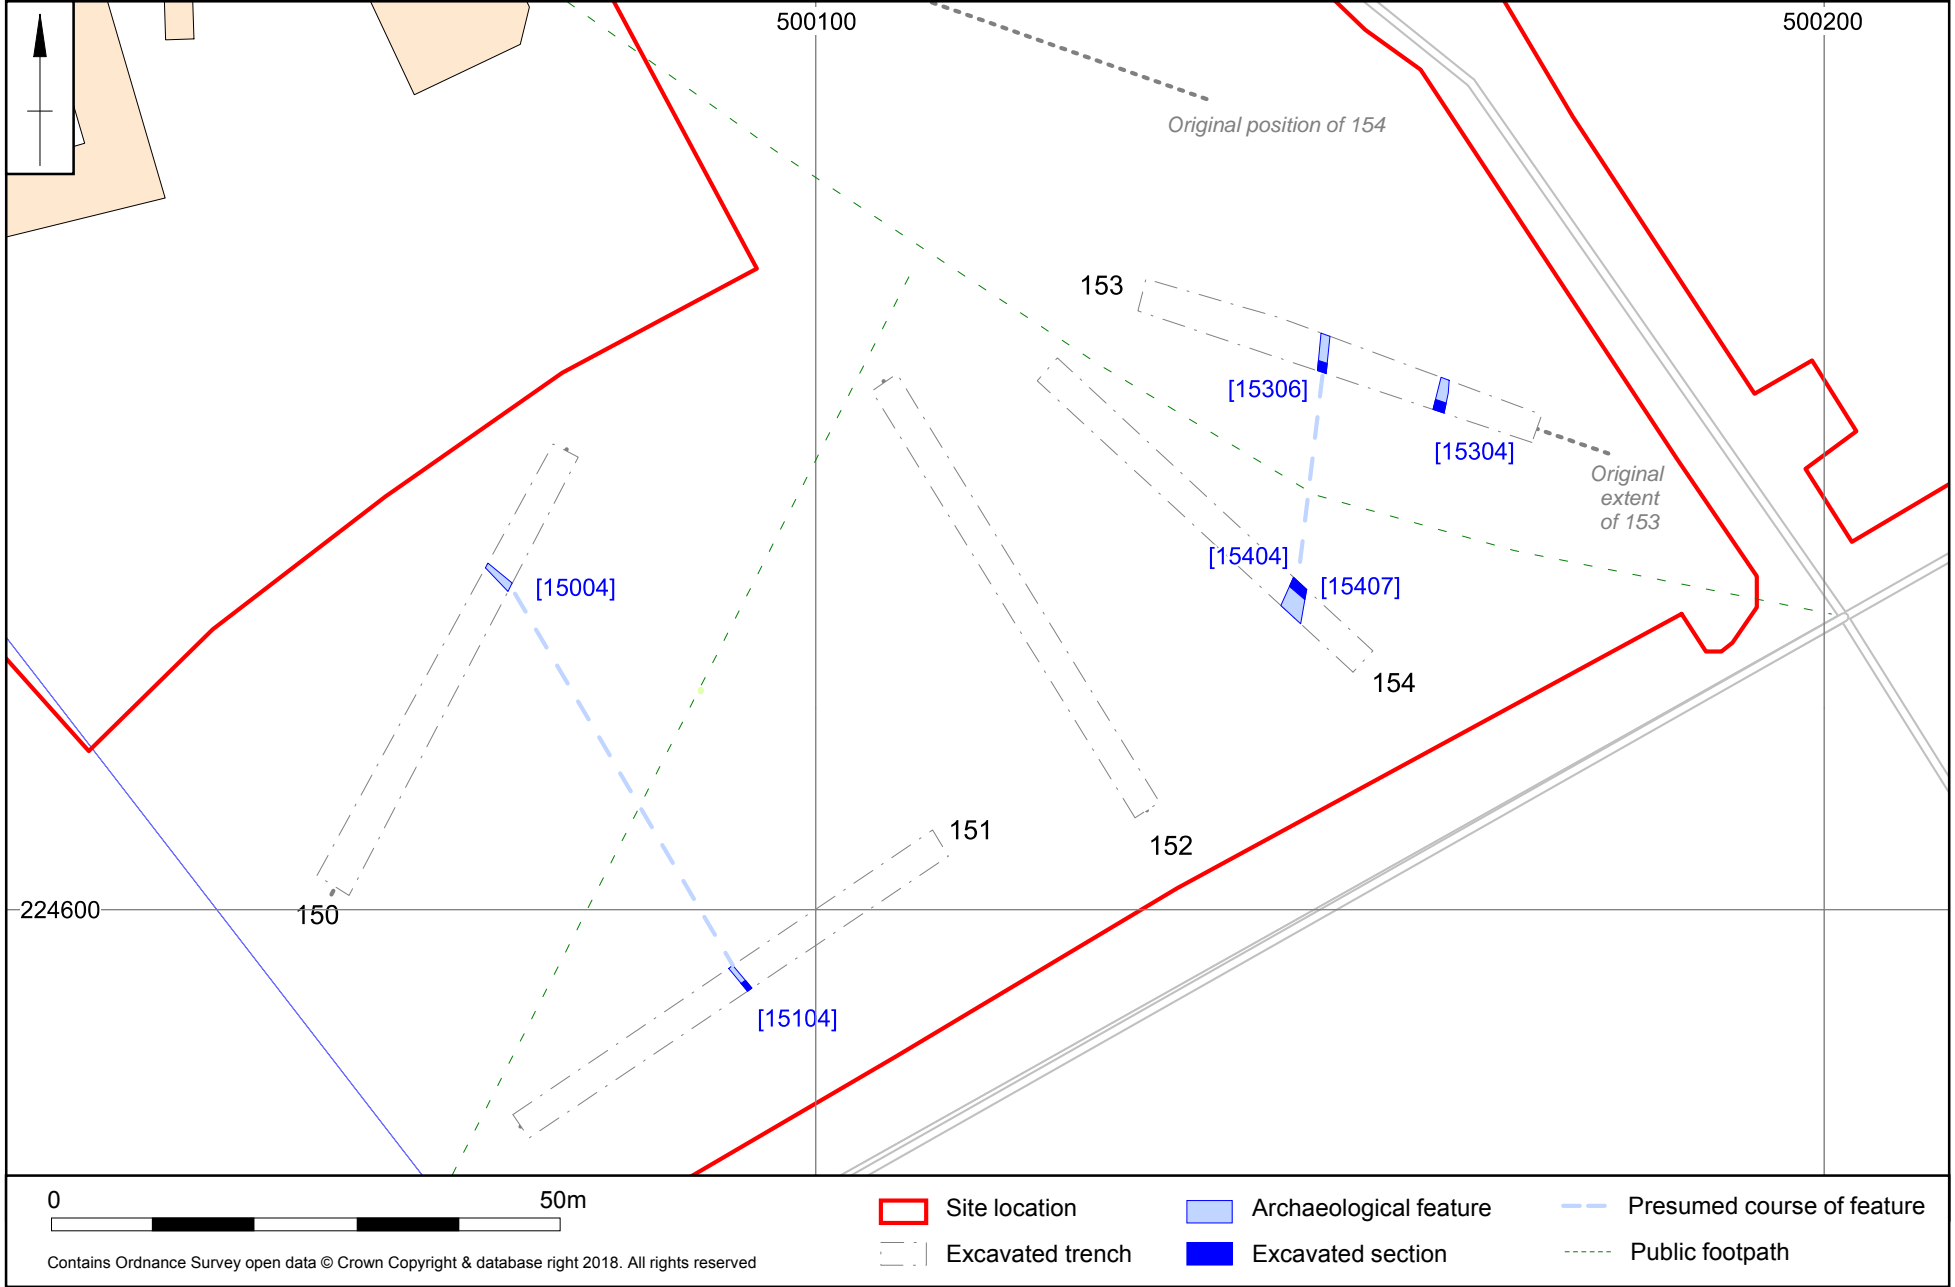 500100
500200
Original position of 154
153
[15306]
[15304]
Original
extent
of 153
[15404]
[15407]
[15004]
154
151
152
224600
150
[15104]
0
50m
Site location
Archaeological feature
Presumed course of feature
Excavated trench
Excavated section
Public footpath
Contains Ordnance Survey open data © Crown Copyright & database right 2018. All rights reserved